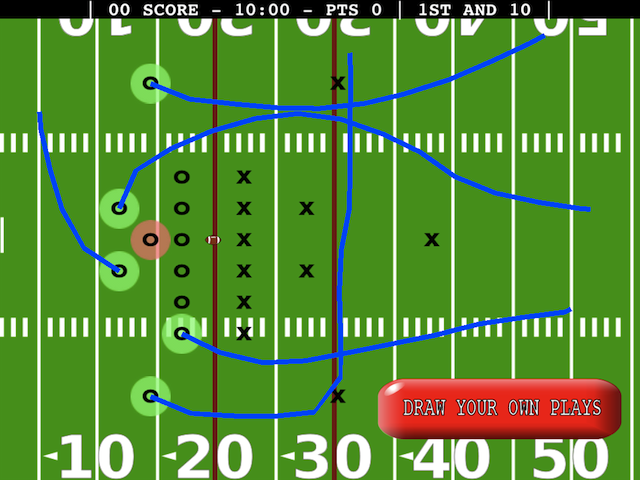 | 00 SCORE - 10:00 - PTS 0 | 1ST AND 10 |
10 20 30 40 50
O X
O X
O O X X
O O X X
O O X X
O X
O X
O X
DRAW YOUR OWN PLAYS
10 20 30 40 50